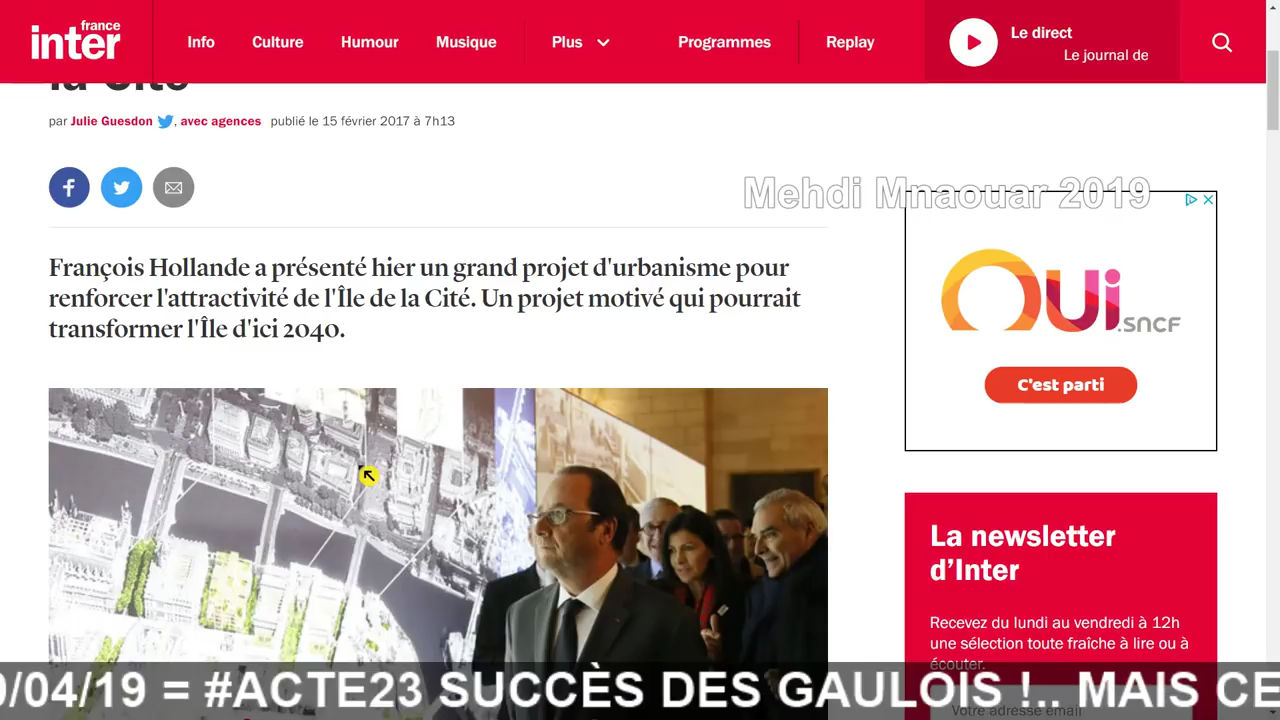 france
inter
Info
Culture
Humour
Musique
Plus
Programmes
Replay
Le direct
Le journal de
la Cité
par Julie Guesdon , avec agences publié le 15 février 2017 à 7h13
Mehdi Mnaouar 2019
François Hollande a présenté hier un grand projet d'urbanisme pour
renforcer l'attractivité de l'Île de la Cité. Un projet motivé qui pourrait
transformer l'Île d'ici 2040.
OUi.SNCF
C'est parti
La newsletter
d'Inter
Recevez du lundi au vendredi à 12h
une sélection toute fraîche à lire ou à
écouter.
Votre adresse email
0/04/19 = #ACTE23 SUCCÈS DES GAULOIS !.. MAIS CE